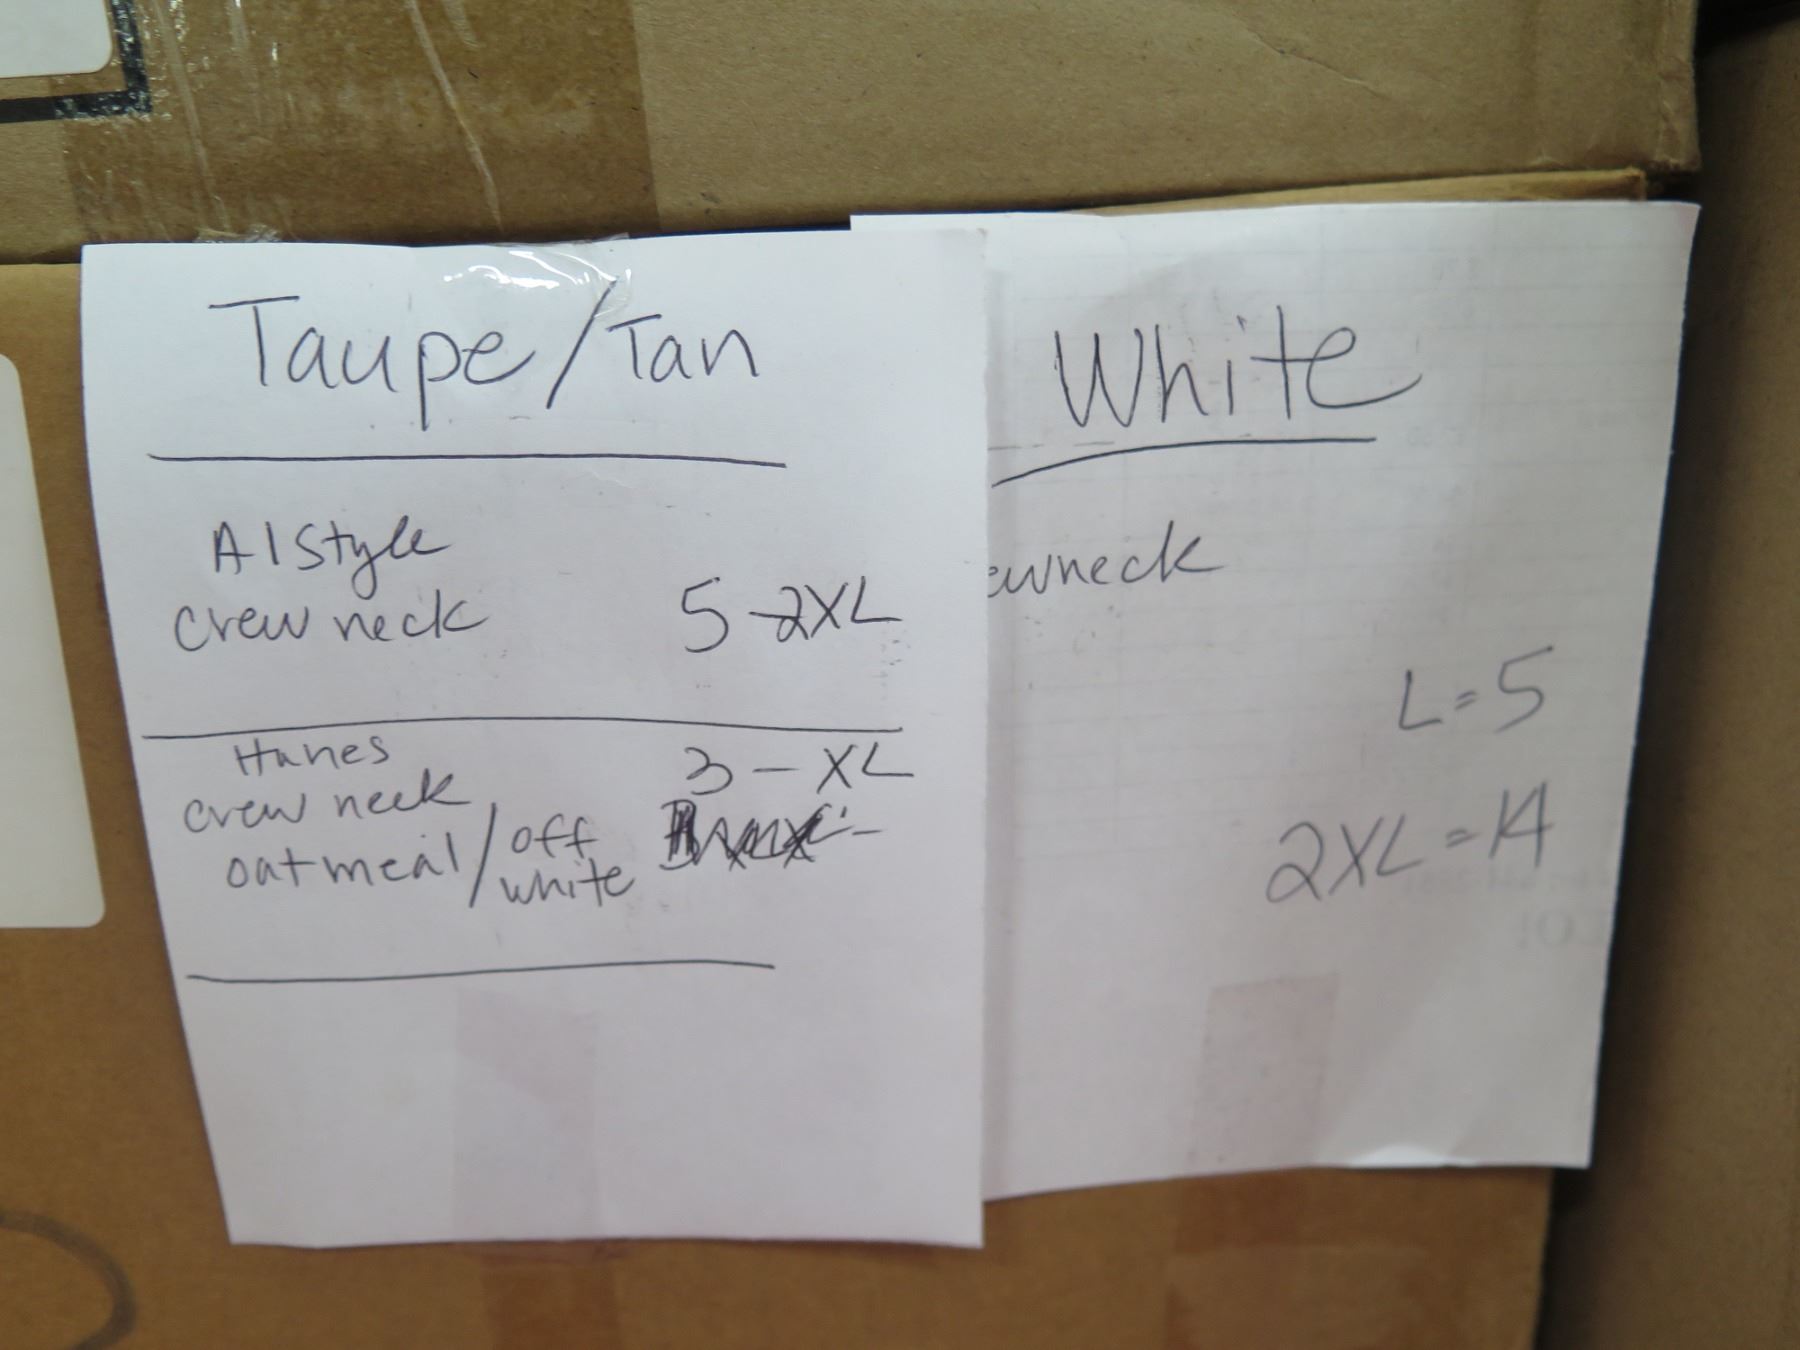 Taupe/Tan
A1Style
crew neck 5-2XL
Hanes 3 - XL
crew neck
oatmeal/off white
White
ewneck
L=5
2XL=14